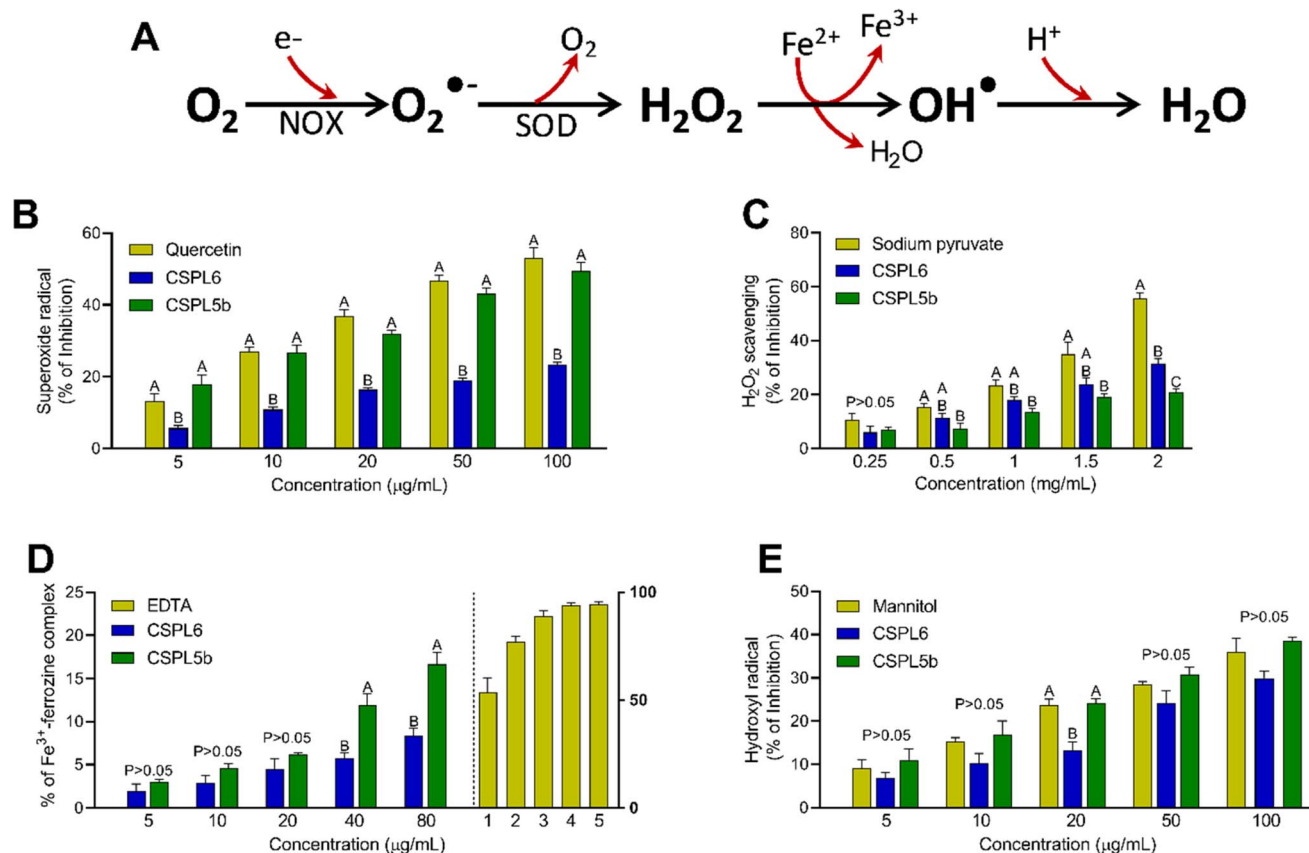 A
e-
O₂
Fe²⁺
Fe³⁺
H⁺
O₂ NOX O₂•- SOD H₂O₂ OH• H₂O
H₂O
B
Superoxide radical
(% of Inhibition)
60
40
20
0
Quercetin
CSPL6
CSPL5b
A B A
A B A
A B A
A B A
A B A
5 10 20 50 100
Concentration (μg/mL)
C
H₂O₂ scavenging
(% of Inhibition)
80
60
40
20
0
Sodium pyruvate
CSPL6
CSPL5b
P>0.05
A A B B
A A B B
A A B B
A B C
0.25 0.5 1 1.5 2
Concentration (mg/mL)
D
% of Fe³⁺-ferrozine complex
25
20
15
10
5
0
EDTA
CSPL6
CSPL5b
P>0.05
P>0.05
P>0.05
B A
B A
100
50
0
5 10 20 40 80 1 2 3 4 5
Concentration (μg/mL)
E
Hydroxyl radical
(% of Inhibition)
50
40
30
20
10
0
Mannitol
CSPL6
CSPL5b
P>0.05
P>0.05
A B A
P>0.05
P>0.05
5 10 20 50 100
Concentration (μg/mL)